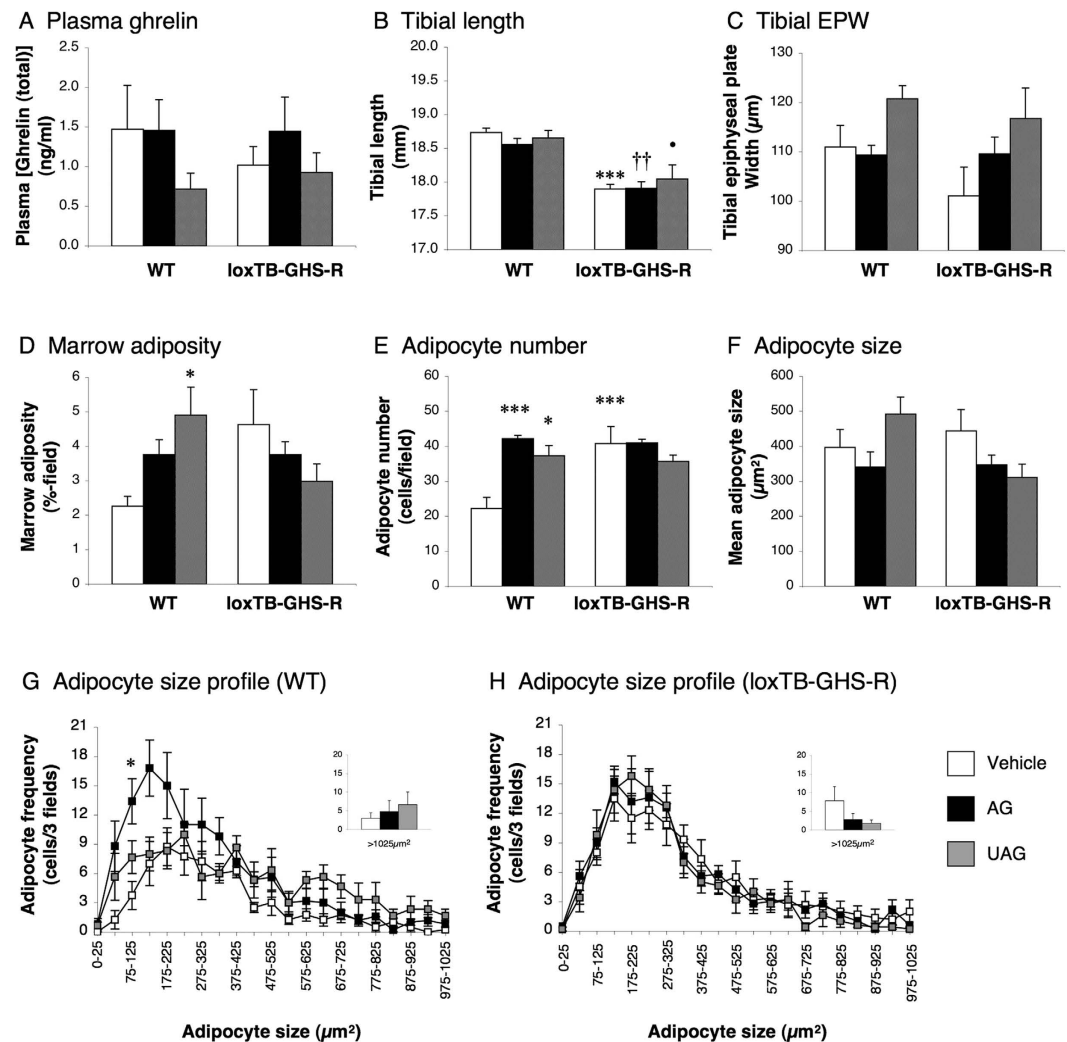 A Plasma ghrelin
Plasma [Ghrelin (total)]
(ng/ml)
2.5
2.0
1.5
1.0
0.5
0.0
WT
loxTB-GHS-R
B Tibial length
Tibial length
(mm)
19.5
19.0
18.5
18.0
17.5
17.0
***
††
•
WT
loxTB-GHS-R
C Tibial EPW
Tibial epiphyseal plate
Width (µm)
130
120
110
100
90
WT
loxTB-GHS-R
D Marrow adiposity
Marrow adiposity
(%-field)
6
5
4
3
2
1
0
*
WT
loxTB-GHS-R
E Adipocyte number
Adipocyte number
(cells/field)
60
50
40
30
20
10
0
***
*
***
WT
loxTB-GHS-R
F Adipocyte size
Mean adipocyte size
(µm²)
600
500
400
300
200
100
0
WT
loxTB-GHS-R
G Adipocyte size profile (WT)
Adipocyte frequency
(cells/3 fields)
21
18
15
12
9
6
3
0
*
20
15
10
5
0
>1025µm²
0-25
75-125
175-225
275-325
375-425
475-525
575-625
675-725
775-825
875-925
975-1025
Adipocyte size (µm²)
H Adipocyte size profile (loxTB-GHS-R)
Adipocyte frequency
(cells/3 fields)
21
18
15
12
9
6
3
0
20
15
10
5
0
>1025µm²
0-25
75-125
175-225
275-325
375-425
475-525
575-625
675-725
775-825
875-925
975-1025
Adipocyte size (µm²)
Vehicle
AG
UAG